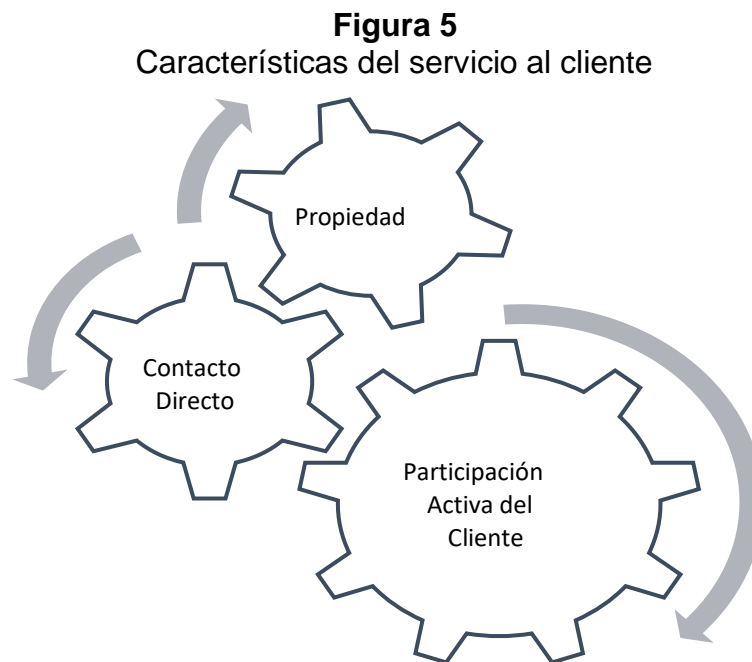 Figura 5
Características del servicio al cliente
Propiedad
Contacto
Directo
Participación
Activa del
Cliente